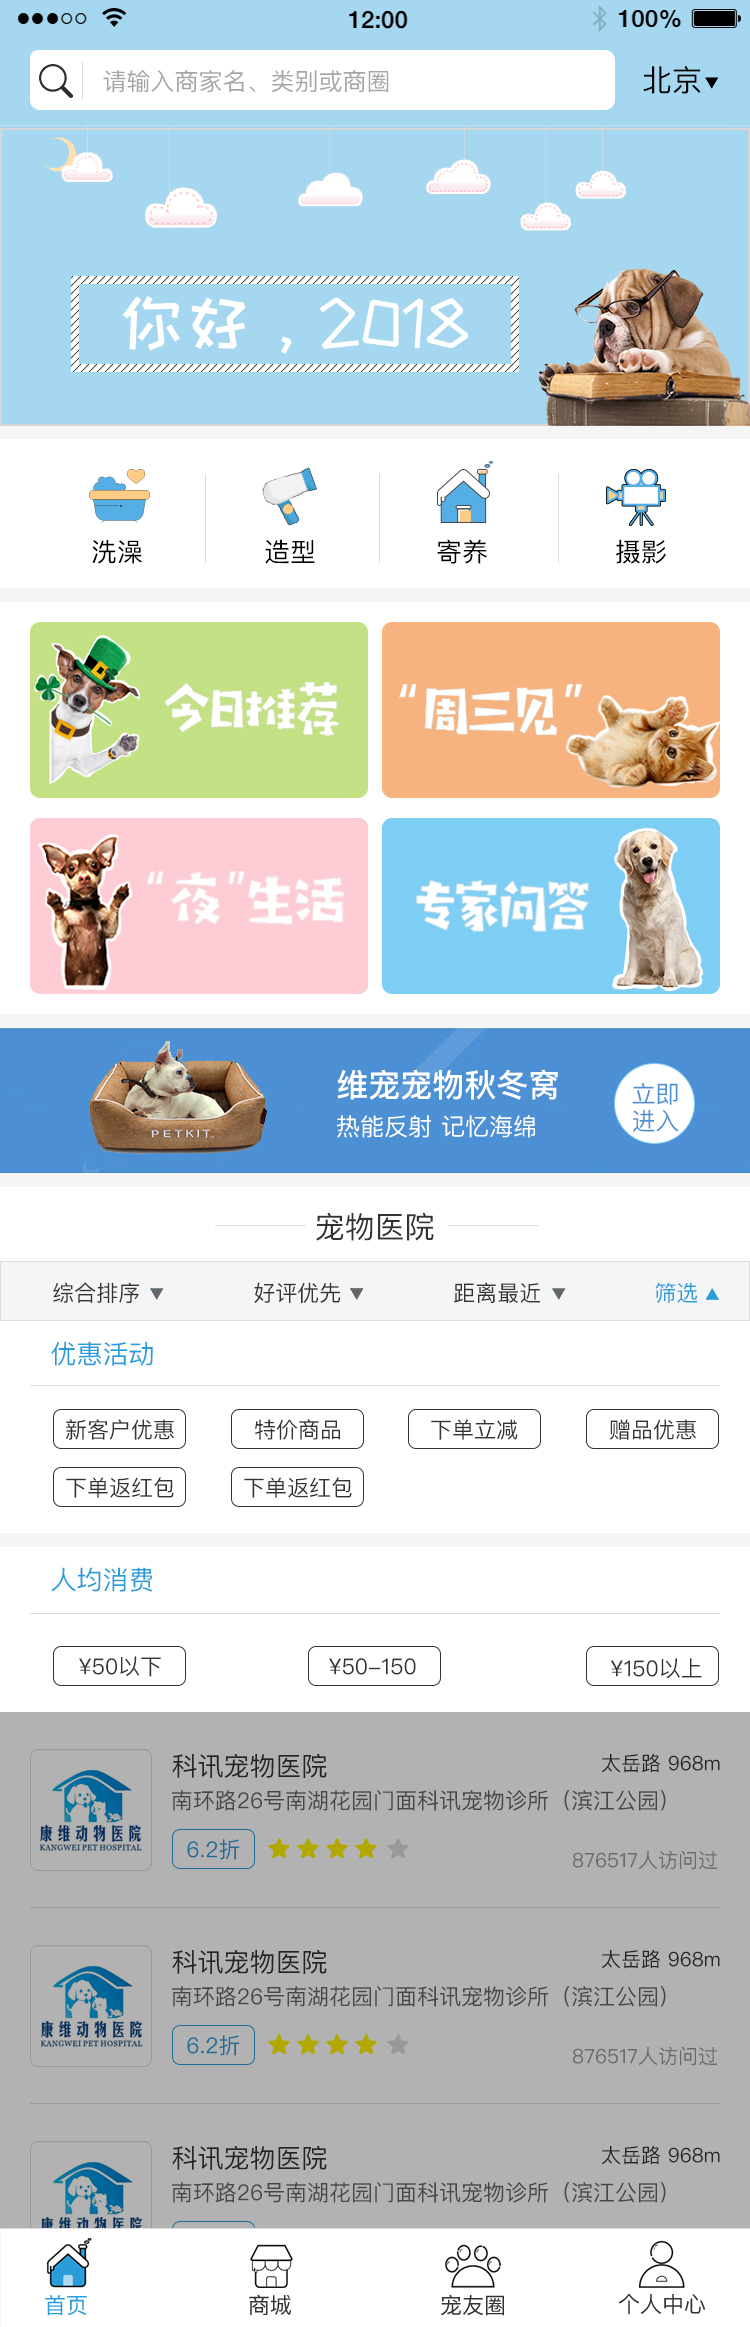 12:00
100%
请输入商家名、类别或商圈
北京
你好，2018
洗澡
造型
寄养
摄影
今日推荐
“周三见”
“夜”生活
专家问答
PETKIT
维宠宠物秋冬窝
热能反射 记忆海绵
立即
进入
宠物医院
综合排序
好评优先
距离最近
筛选
优惠活动
新客户优惠
特价商品
下单立减
赠品优惠
下单返红包
下单返红包
人均消费
¥50以下
¥50-150
¥150以上
康维动物医院
KANGWEI PET HOSPITAL
科讯宠物医院
太岳路 968m
南环路26号南湖花园门面科讯宠物诊所（滨江公园）
6.2折
876517人访问过
康维动物医院
KANGWEI PET HOSPITAL
科讯宠物医院
太岳路 968m
南环路26号南湖花园门面科讯宠物诊所（滨江公园）
6.2折
876517人访问过
康维动物医院
科讯宠物医院
太岳路 968m
南环路26号南湖花园门面科讯宠物诊所（滨江公园）
首页
商城
宠友圈
个人中心